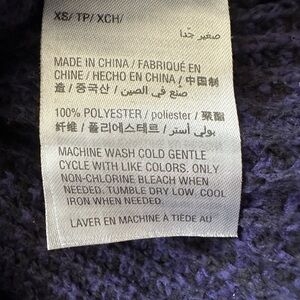 XS/ TP/ XCH/
صغير جدًا
MADE IN CHINA / FABRIQUÉ EN
CHINE / HECHO EN CHINA / 中国制
造 / 중국산 / صنع في الصين
100% POLYESTER / poliester / 聚酯
纤维 / 폴리에스테르 / بولي أستر
MACHINE WASH COLD GENTLE
CYCLE WITH LIKE COLORS. ONLY
NON-CHLORINE BLEACH WHEN
NEEDED. TUMBLE DRY LOW. COOL
IRON WHEN NEEDED.
LAVER EN MACHINE À TIÈDE AU